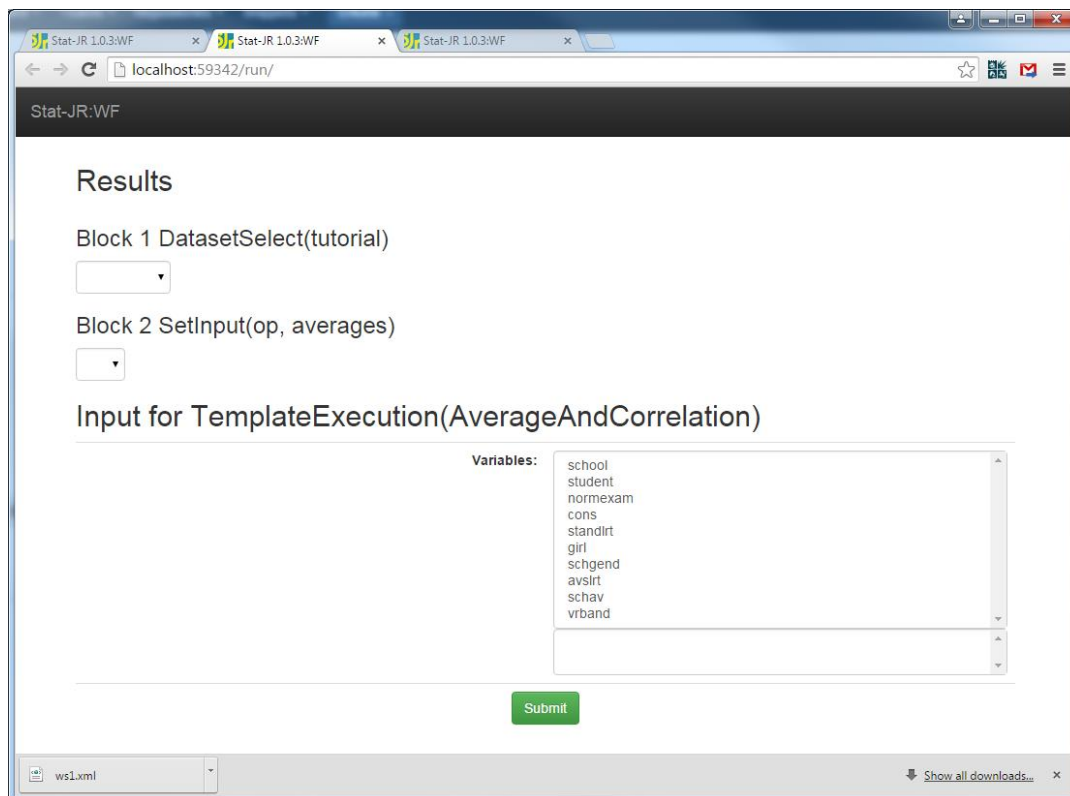 Stat-JR 1.0.3:WF
Stat-JR 1.0.3:WF
Stat-JR 1.0.3:WF
localhost:59342/run/
Stat-JR:WF
Results
Block 1 DatasetSelect(tutorial)
Block 2 SetInput(op, averages)
Input for TemplateExecution(AverageAndCorrelation)
Variables:
school
student
normexam
cons
standlrt
girl
schgend
avslrt
schav
vrband
Submit
ws1.xml
Show all downloads...